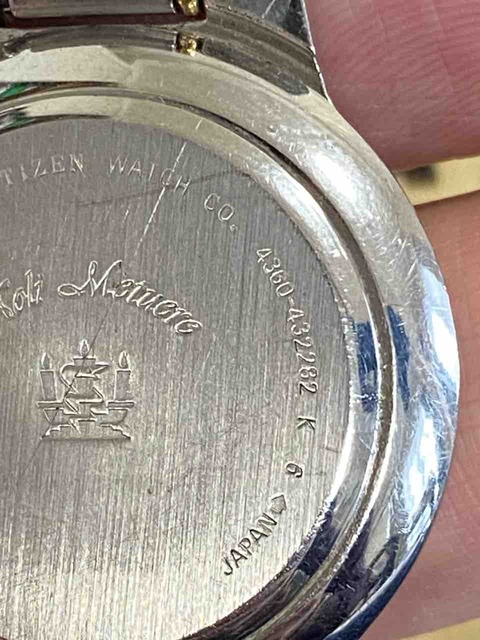 TIZEN WATCH CO. 4360-432282 K 6 JAPAN
Noli Metuere